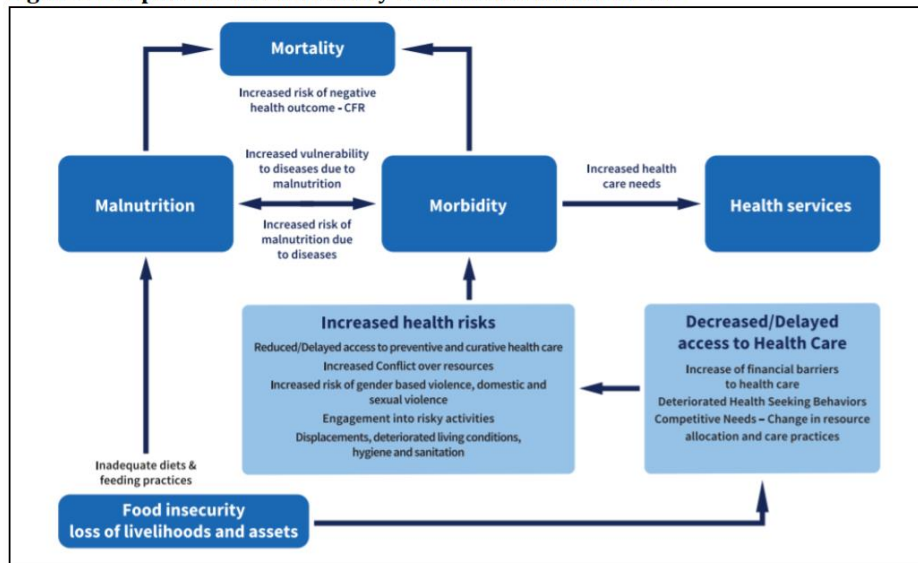 Mortality
Increased risk of negative
health outcome - CFR
Increased vulnerability
to diseases due to
malnutrition
Malnutrition
Increased risk of
malnutrition due
to diseases
Morbidity
Increased health
care needs
Health services
Increased health risks
Reduced/Delayed access to preventive and curative health care
Increased Conflict over resources
Increased risk of gender based violence, domestic and
sexual violence
Engagement into risky activities
Displacements, deteriorated living conditions,
hygiene and sanitation
Decreased/Delayed
access to Health Care
Increase of financial barriers
to health care
Deteriorated Health Seeking Behaviors
Competitive Needs – Change in resource
allocation and care practices
Inadequate diets &
feeding practices
Food insecurity
loss of livelihoods and assets